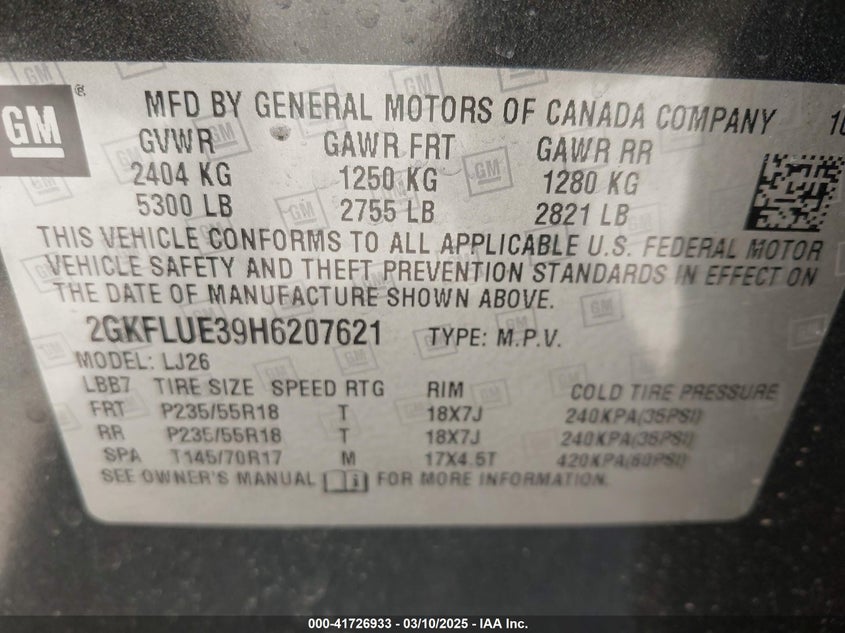 GM
®
MFD BY GENERAL MOTORS OF CANADA COMPANY 10
GVWR GAWR FRT GAWR RR
2404 KG 1250 KG 1280 KG
5300 LB 2755 LB 2821 LB
THIS VEHICLE CONFORMS TO ALL APPLICABLE U.S. FEDERAL MOTOR
VEHICLE SAFETY AND THEFT PREVENTION STANDARDS IN EFFECT ON
THE DATE OF MANUFACTURE SHOWN ABOVE.
2GKFLUE39H6207621 TYPE: M.P.V.
MODEL: LJ26
LBB7 TIRE SIZE SPEED RTG RIM COLD TIRE PRESSURE
FRT P235/55R18 T 18X7J 240KPA(35PSI)
RR P235/55R18 T 18X7J 240KPA(35PSI)
SPA T145/70R17 M 17X4.5T 420KPA(60PSI)
SEE OWNER'S MANUAL FOR MORE INFORMATION.
000-41726933 - 03/10/2025 - IAA Inc.